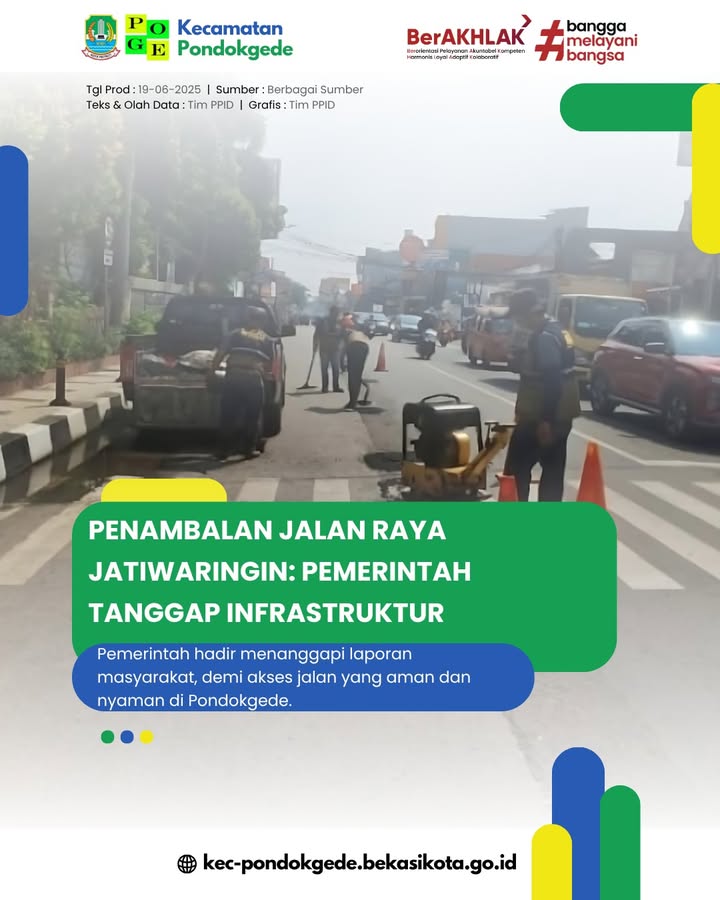 POGE
Kecamatan
Pondokgede
BerAKHLAK
Berorientasi Pelayanan Akuntabel Kompeten
Harmonis Loyal Adaptif Kolaboratif
#bangga
melayani
bangsa
Tgl Prod : 19-06-2025 | Sumber : Berbagai Sumber
Teks & Olah Data : Tim PPID | Grafis : Tim PPID
PENAMBALAN JALAN RAYA
JATIWARINGIN: PEMERINTAH
TANGGAP INFRASTRUKTUR
Pemerintah hadir menanggapi laporan
masyarakat, demi akses jalan yang aman dan
nyaman di Pondokgede.
kec-pondokgede.bekasikota.go.id